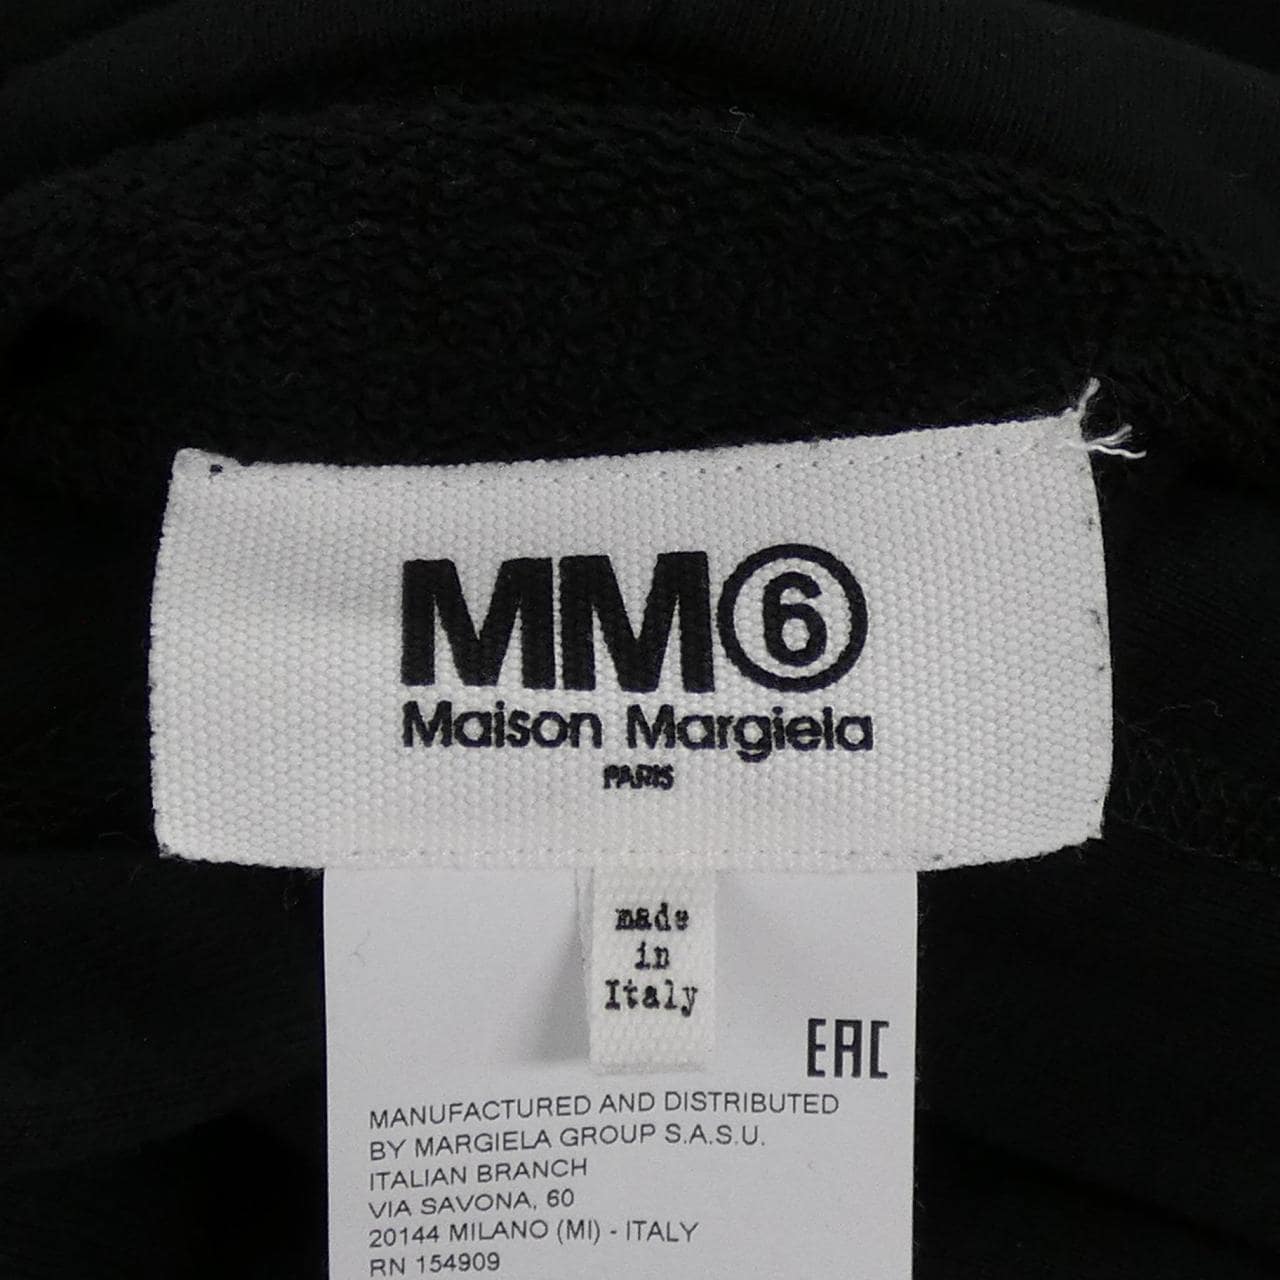 MM⑥
Maison Margiela
PARIS
made
in
Italy
EAC
MANUFACTURED AND DISTRIBUTED
BY MARGIELA GROUP S.A.S.U.
ITALIAN BRANCH
VIA SAVONA, 60
20144 MILANO (MI) - ITALY
RN 154909